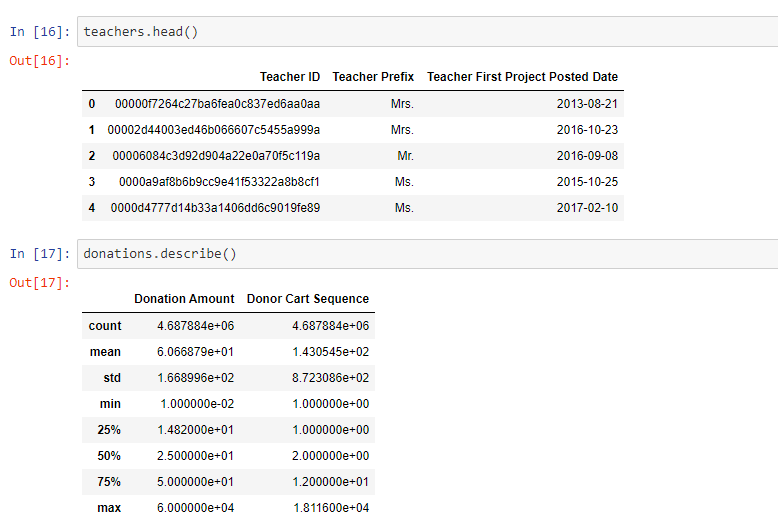 In [16]: teachers.head()
Out[16]:
Teacher ID Teacher Prefix Teacher First Project Posted Date
0 00000f7264c27ba6fea0c837ed6aa0aa Mrs. 2013-08-21
1 00002d44003ed46b066607c5455a999a Mrs. 2016-10-23
2 00006084c3d92d904a22e0a70f5c119a Mr. 2016-09-08
3 0000a9af8b6b9cc9e41f53322a8b8cf1 Ms. 2015-10-25
4 0000d4777d14b33a1406dd6c9019fe89 Ms. 2017-02-10
In [17]: donations.describe()
Out[17]:
Donation Amount Donor Cart Sequence
count 4.687884e+06 4.687884e+06
mean 6.066879e+01 1.430545e+02
std 1.668996e+02 8.723086e+02
min 1.000000e-02 1.000000e+00
25% 1.482000e+01 1.000000e+00
50% 2.500000e+01 2.000000e+00
75% 5.000000e+01 1.200000e+01
max 6.000000e+04 1.811600e+04